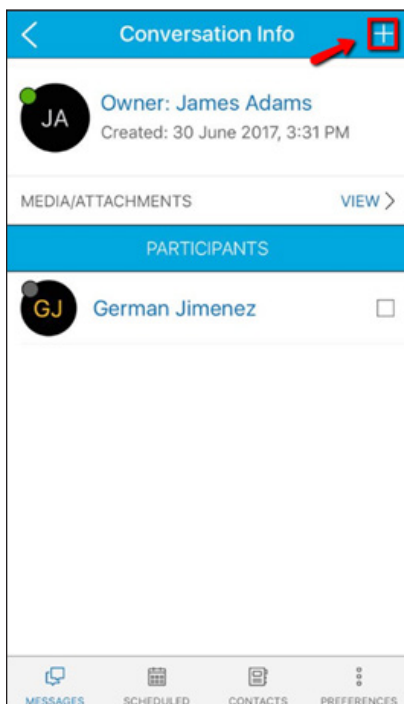 Conversation Info
JA
Owner: James Adams
Created: 30 June 2017, 3:31 PM
MEDIA/ATTACHMENTS VIEW
PARTICIPANTS
GJ
German Jimenez
MESSAGES SCHEDULED CONTACTS PREFERENCES